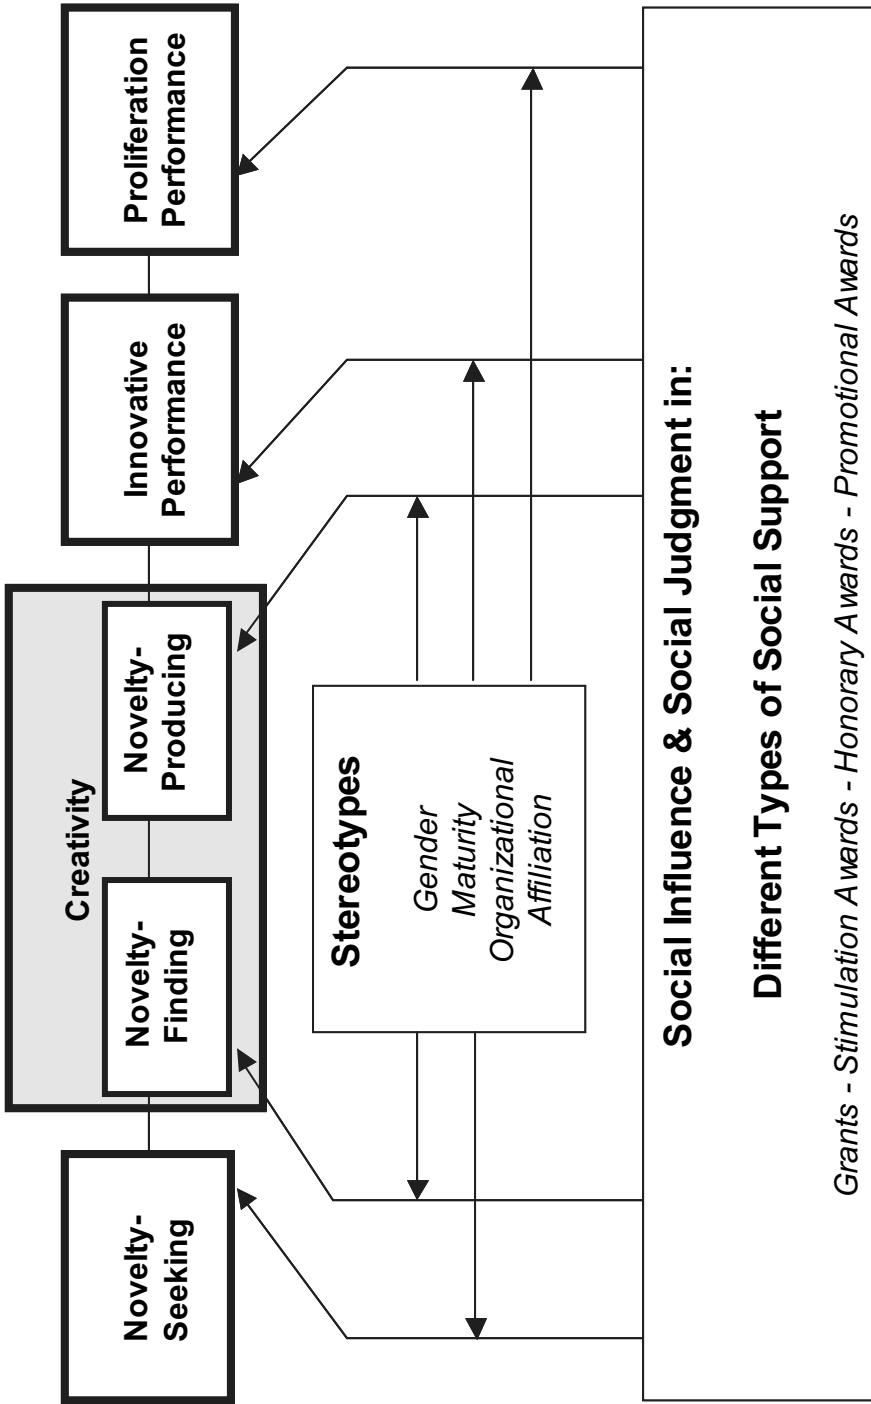 Creativity
Novelty-
Seeking
Novelty-
Finding
Novelty-
Producing
Innovative
Performance
Proliferation
Performance
Stereotypes
Gender
Maturity
Organizational
Affiliation
Social Influence & Social Judgment in:
Different Types of Social Support
Grants - Stimulation Awards - Honorary Awards - Promotional Awards